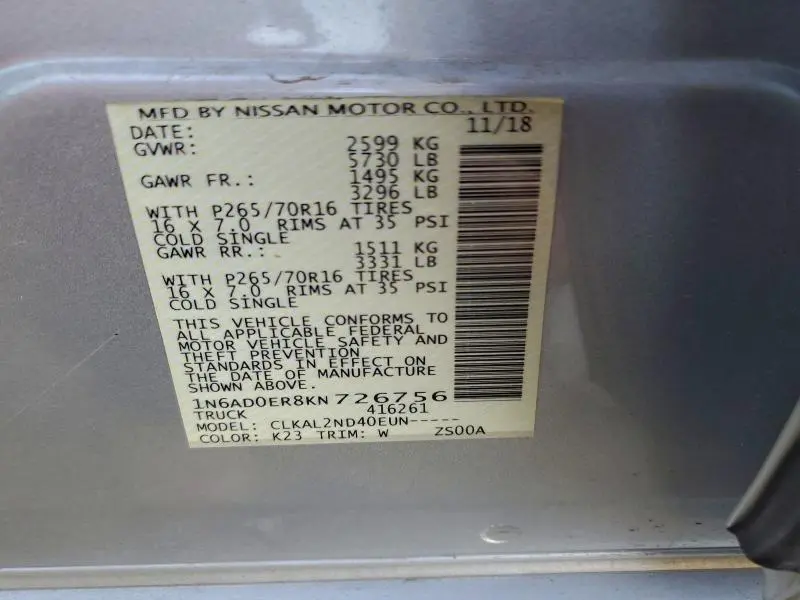 MFD BY NISSAN MOTOR CO., LTD.
DATE: 11/18
GVWR: 2599 KG
5730 LB
GAWR FR.: 1495 KG
3296 LB
WITH P265/70R16 TIRES
16 X 7.0 RIMS AT 35 PSI
COLD SINGLE
GAWR RR.: 1511 KG
3331 LB
WITH P265/70R16 TIRES
16 X 7.0 RIMS AT 35 PSI
COLD SINGLE
THIS VEHICLE CONFORMS TO
ALL APPLICABLE FEDERAL
MOTOR VEHICLE SAFETY AND
THEFT PREVENTION
STANDARDS IN EFFECT ON
THE DATE OF MANUFACTURE
SHOWN ABOVE.
1N6AD0ER8KN726756
TRUCK 416261
MODEL: CLKAL2ND40EUN-----
COLOR: K23 TRIM: W ZS00A